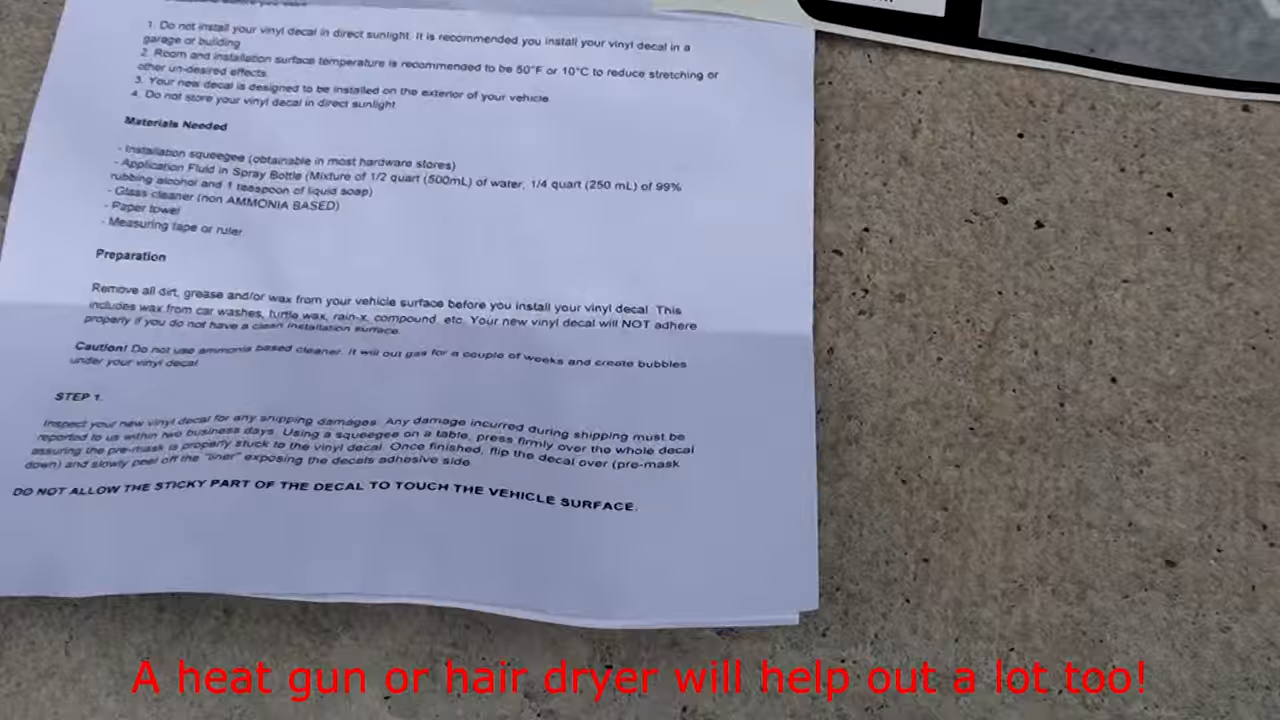 1. Do not install your vinyl decal in direct sunlight. It is recommended you install your vinyl decal in a
garage or building
2. Room and installation surface temperature is recommended to be 50°F or 10°C to reduce stretching or
other un-desired effects.
3. Your new decal is designed to be installed on the exterior of your vehicle
4. Do not store your vinyl decal in direct sunlight
Materials Needed
- Installation squeegee (obtainable in most hardware stores)
- Application Fluid in Spray Bottle (Mixture of 1/2 quart (500mL) of water, 1/4 quart (250 mL) of 99%
rubbing alcohol and 1 teaspoon of liquid soap)
- Glass cleaner (non AMMONIA BASED)
- Paper towel
- Measuring tape or ruler
Preparation
Remove all dirt, grease and/or wax from your vehicle surface before you install your vinyl decal. This
includes wax from car washes, turtle wax, rain-x, compound, etc. Your new vinyl decal will NOT adhere
properly if you do not have a clean installation surface.
Caution! Do not use ammonia based cleaner. It will out gas for a couple of weeks and create bubbles
under your vinyl decal
STEP 1.
Inspect your new vinyl decal for any shipping damages. Any damage incurred during shipping must be
reported to us within two business days. Using a squeegee on a table, press firmly over the whole decal
assuring the pre-mask is properly stuck to the vinyl decal. Once finished, flip the decal over (pre-mask
down) and slowly peel off the "liner" exposing the decals adhesive side
DO NOT ALLOW THE STICKY PART OF THE DECAL TO TOUCH THE VEHICLE SURFACE.
A heat gun or hair dryer will help out a lot too!